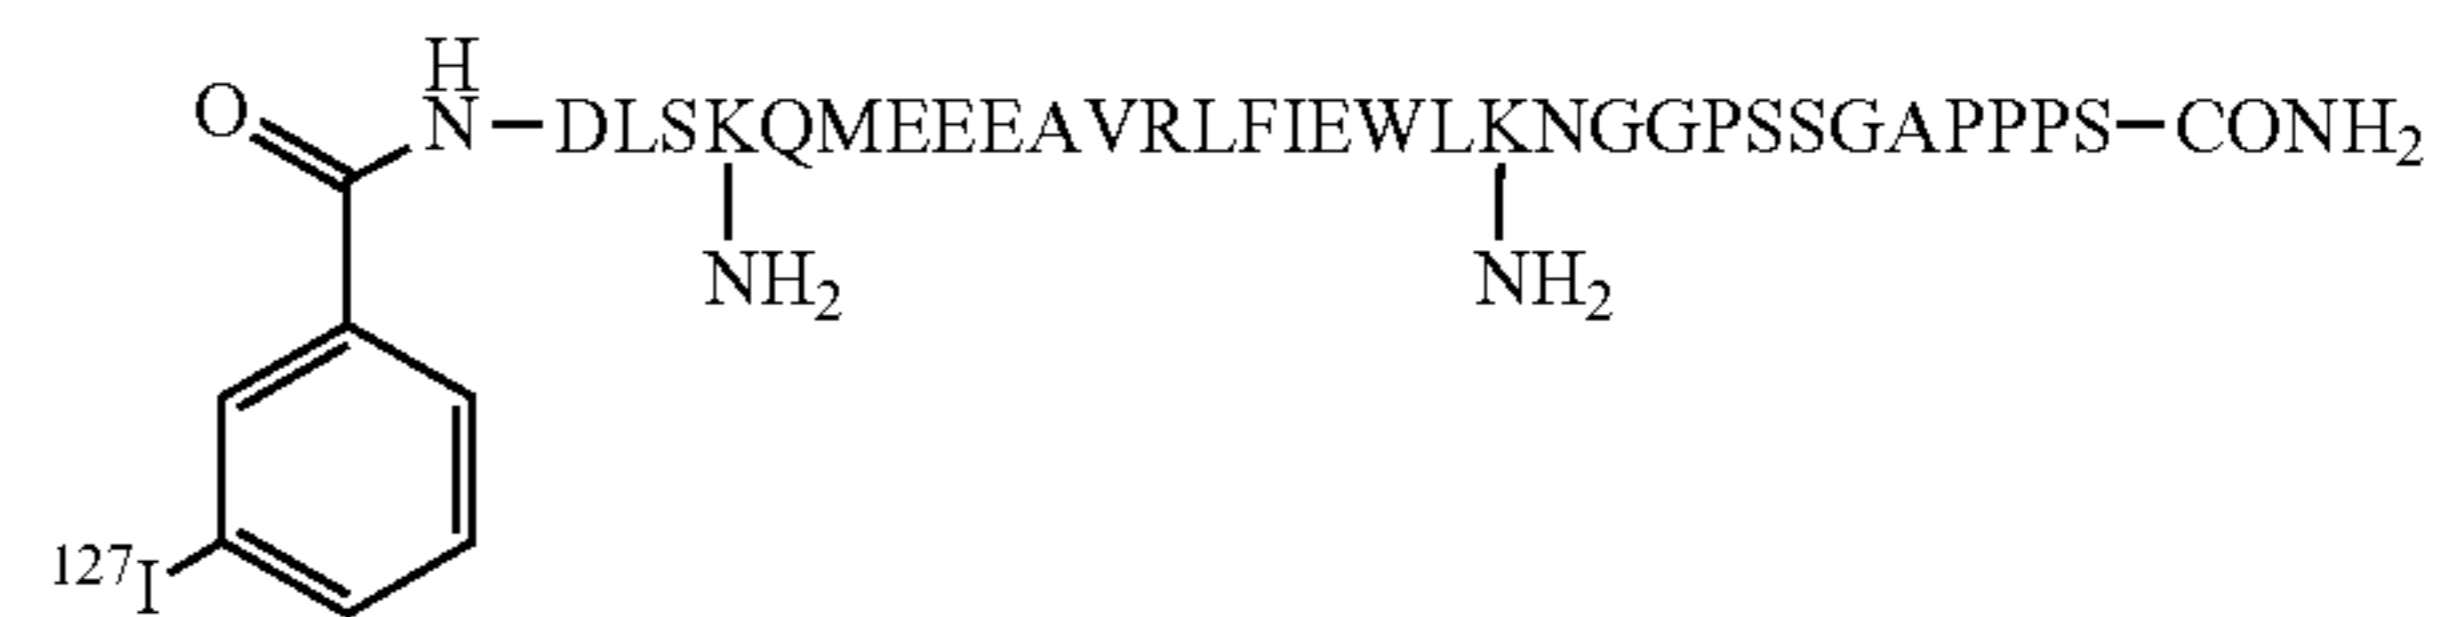 H
O N DLSKQMEEEAVRLFIEWLKNGGPSSGAPPPS CONH2
NH2 NH2
127I